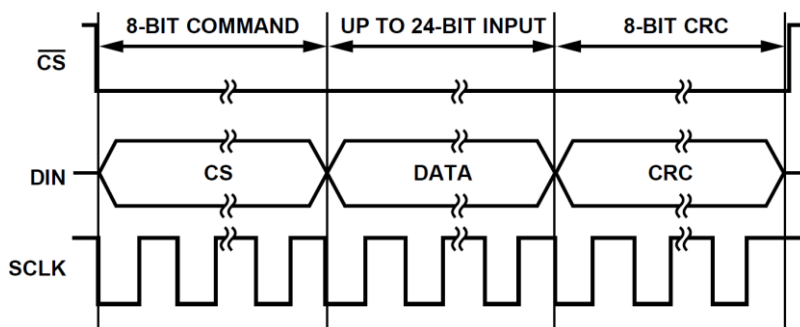 8-BIT COMMAND UP TO 24-BIT INPUT 8-BIT CRC
CS
DIN CS DATA CRC
SCLK